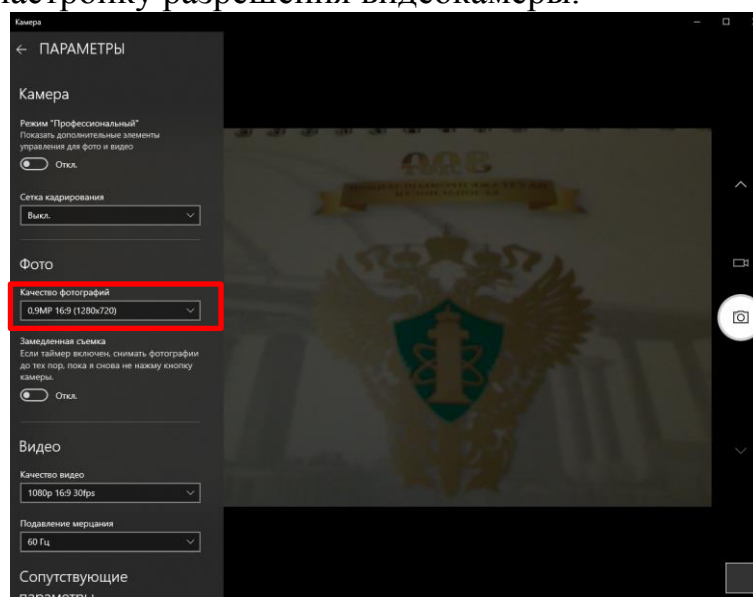 настройку разрешения видеокамеры.
Камера
ПАРАМЕТРЫ
Камера
Режим "Профессиональный"
Показать дополнительные элементы
управления для фото и видео
Откл.
Сетка кадрирования
Выкл.
Фото
Качество фотографий
0,9MP 16:9 (1280x720)
Замедленная съемка
Если таймер включен, снимать фотографии
до тех пор, пока я снова не нажму кнопку
камеры.
Откл.
Видео
Качество видео
1080p 16:9 30fps
Подавление мерцания
60 Гц
Сопутствующие
параметры